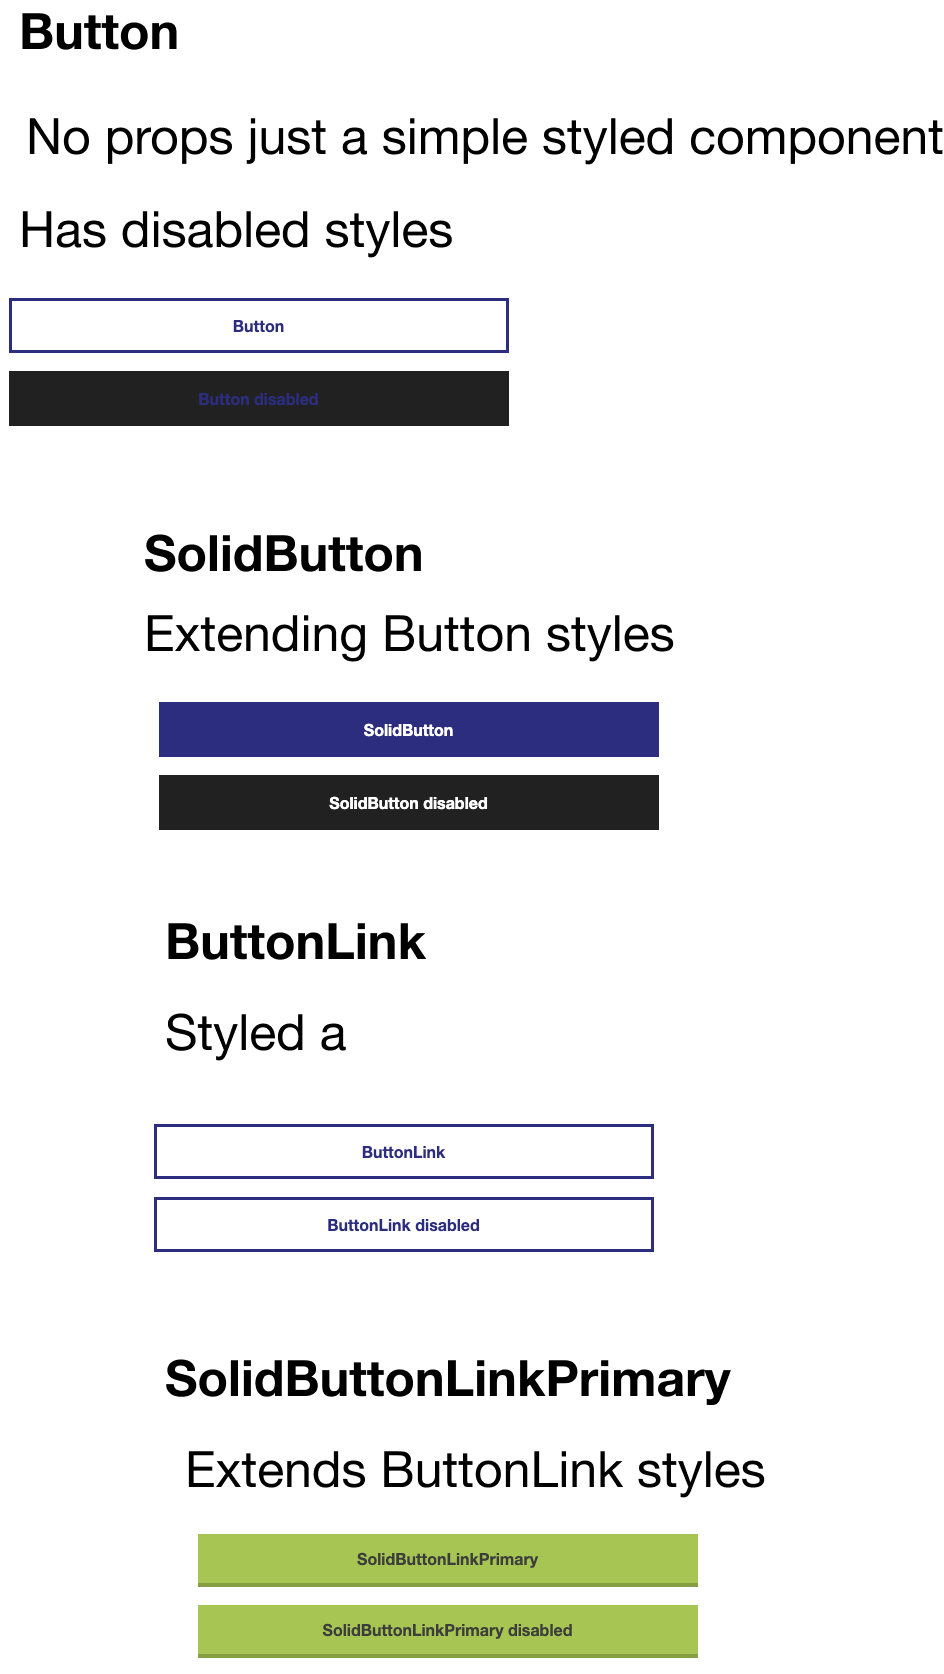 Button
No props just a simple styled component
Has disabled styles
Button
Button disabled
SolidButton
Extending Button styles
SolidButton
SolidButton disabled
ButtonLink
Styled a
ButtonLink
ButtonLink disabled
SolidButtonLinkPrimary
Extends ButtonLink styles
SolidButtonLinkPrimary
SolidButtonLinkPrimary disabled